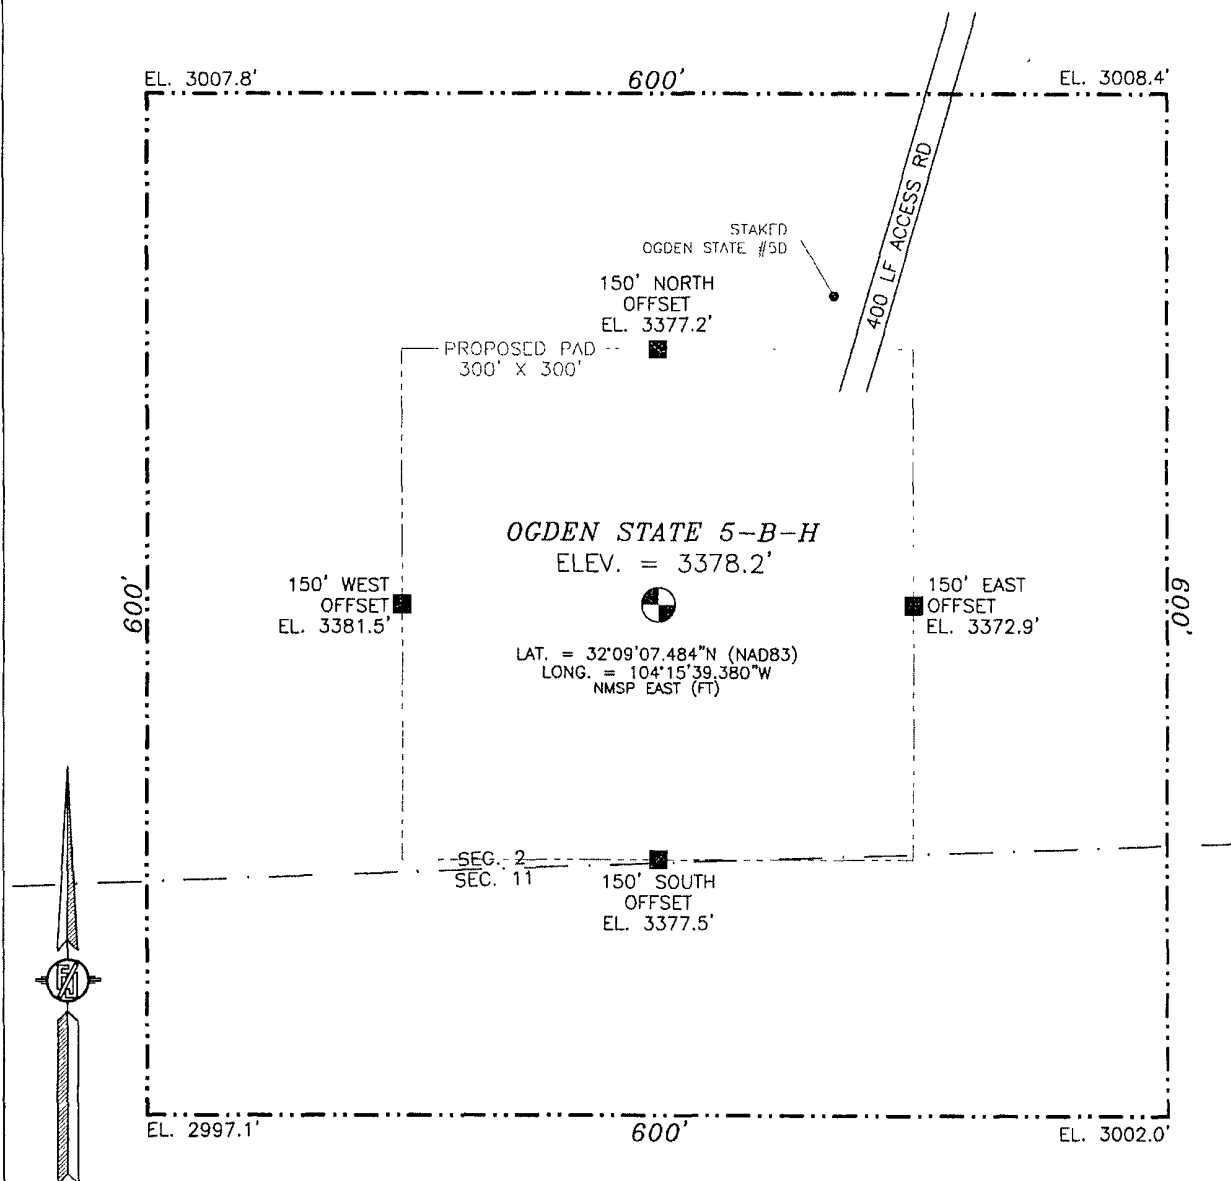 EL. 3007.8'
600'
EL. 3008.4'
400 LF ACCESS RD
STAKED
OGDEN STATE #5D
150' NORTH
OFFSET
EL. 3377.2'
PROPOSED PAD
300' X 300'
OGDEN STATE 5-B-H
ELEV. = 3378.2'
600'
150' WEST
OFFSET
EL. 3381.5'
150' EAST
OFFSET
EL. 3372.9'
600'
LAT. = 32°09'07.484"N (NAD83)
LONG. = 104°15'39.380"W
NMSP EAST (FT)
SEC. 2
SEC. 11
150' SOUTH
OFFSET
EL. 3377.5'
EL. 2997.1'
600'
EL. 3002.0'